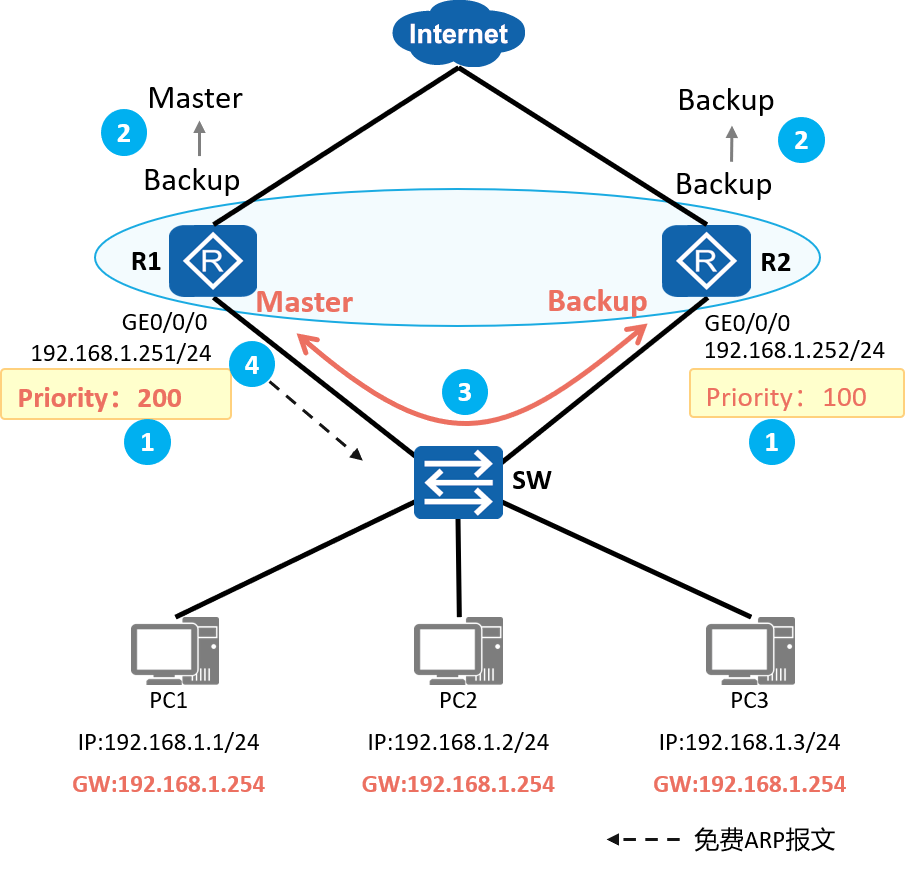 Internet
Master
Backup
2
2
Backup
Backup
R1
R
R
R2
Master
Backup
GE0/0/0
GE0/0/0
192.168.1.251/24
192.168.1.252/24
4
3
Priority：200
Priority：100
1
1
SW
PC1
PC2
PC3
IP:192.168.1.1/24
IP:192.168.1.2/24
IP:192.168.1.3/24
GW:192.168.1.254
GW:192.168.1.254
GW:192.168.1.254
免费ARP报文